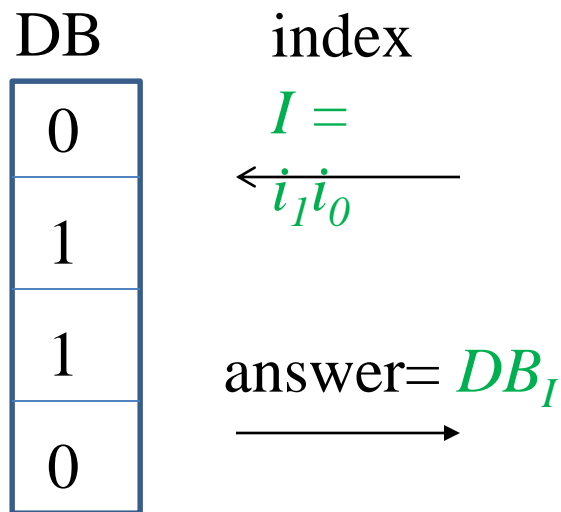 DB
index
0
I =
i1i0
1
1
answer= DBI
0